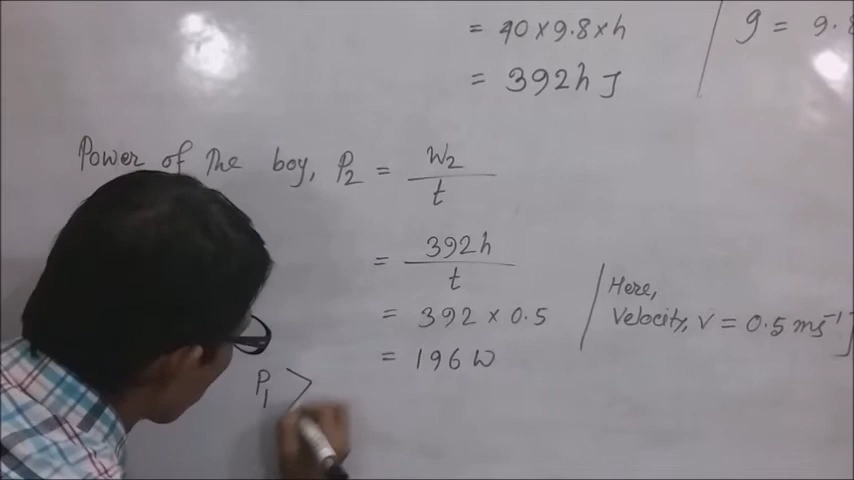 = 40 × 9.8 × h
g = 9.8
= 392h J
Power of The boy, P₂ = W₂ / t
= 392h / t
= 392 × 0.5
Here,
Velocity, v = 0.5 ms⁻¹]
= 196 W
P₁ >